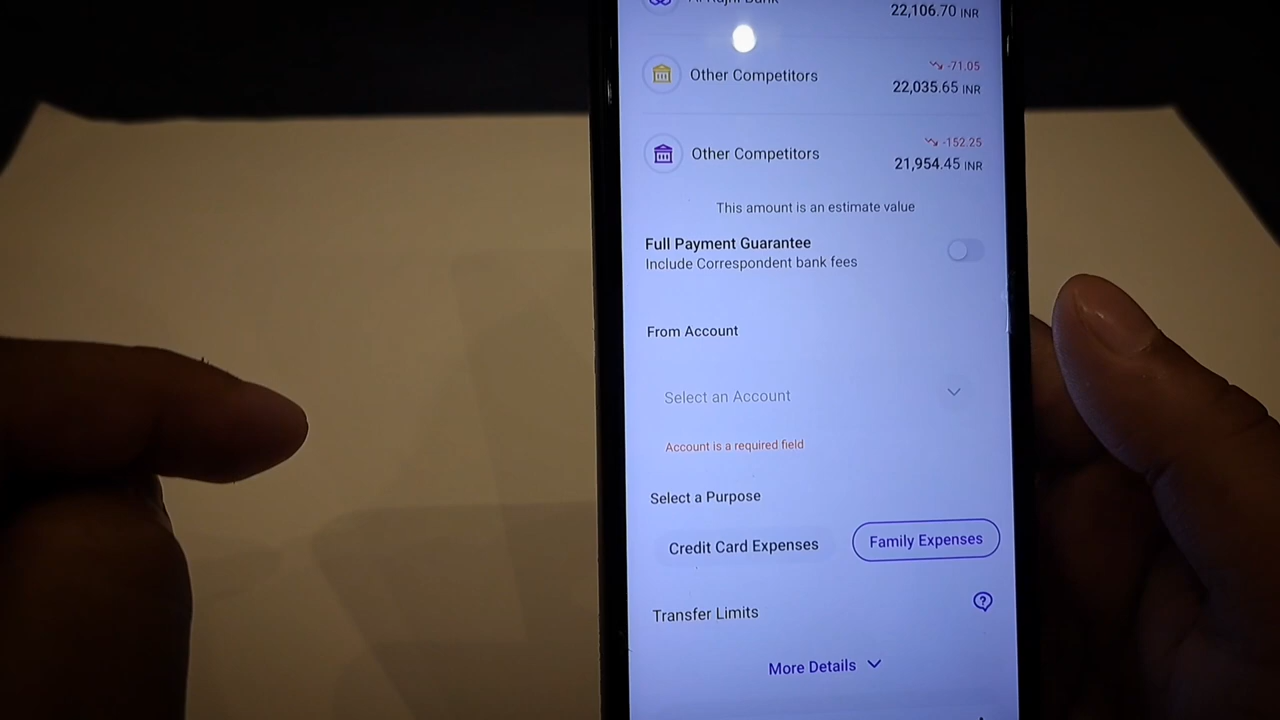 Bank
22,106.70 INR
-71.05
Other Competitors
22,035.65 INR
-152.25
Other Competitors
21,954.45 INR
This amount is an estimate value
Full Payment Guarantee
Include Correspondent bank fees
From Account
Select an Account
Account is a required field
Select a Purpose
Credit Card Expenses
Family Expenses
Transfer Limits
More Details